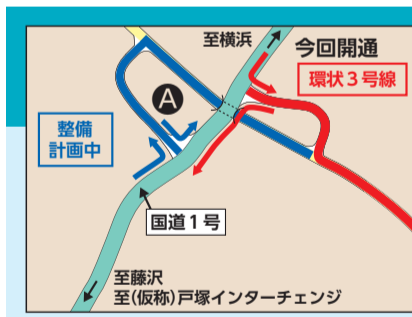 至横浜
今回開通
環状3号線
A
整備
計画中
国道1号
至藤沢
至(仮称)戸塚インターチェンジ